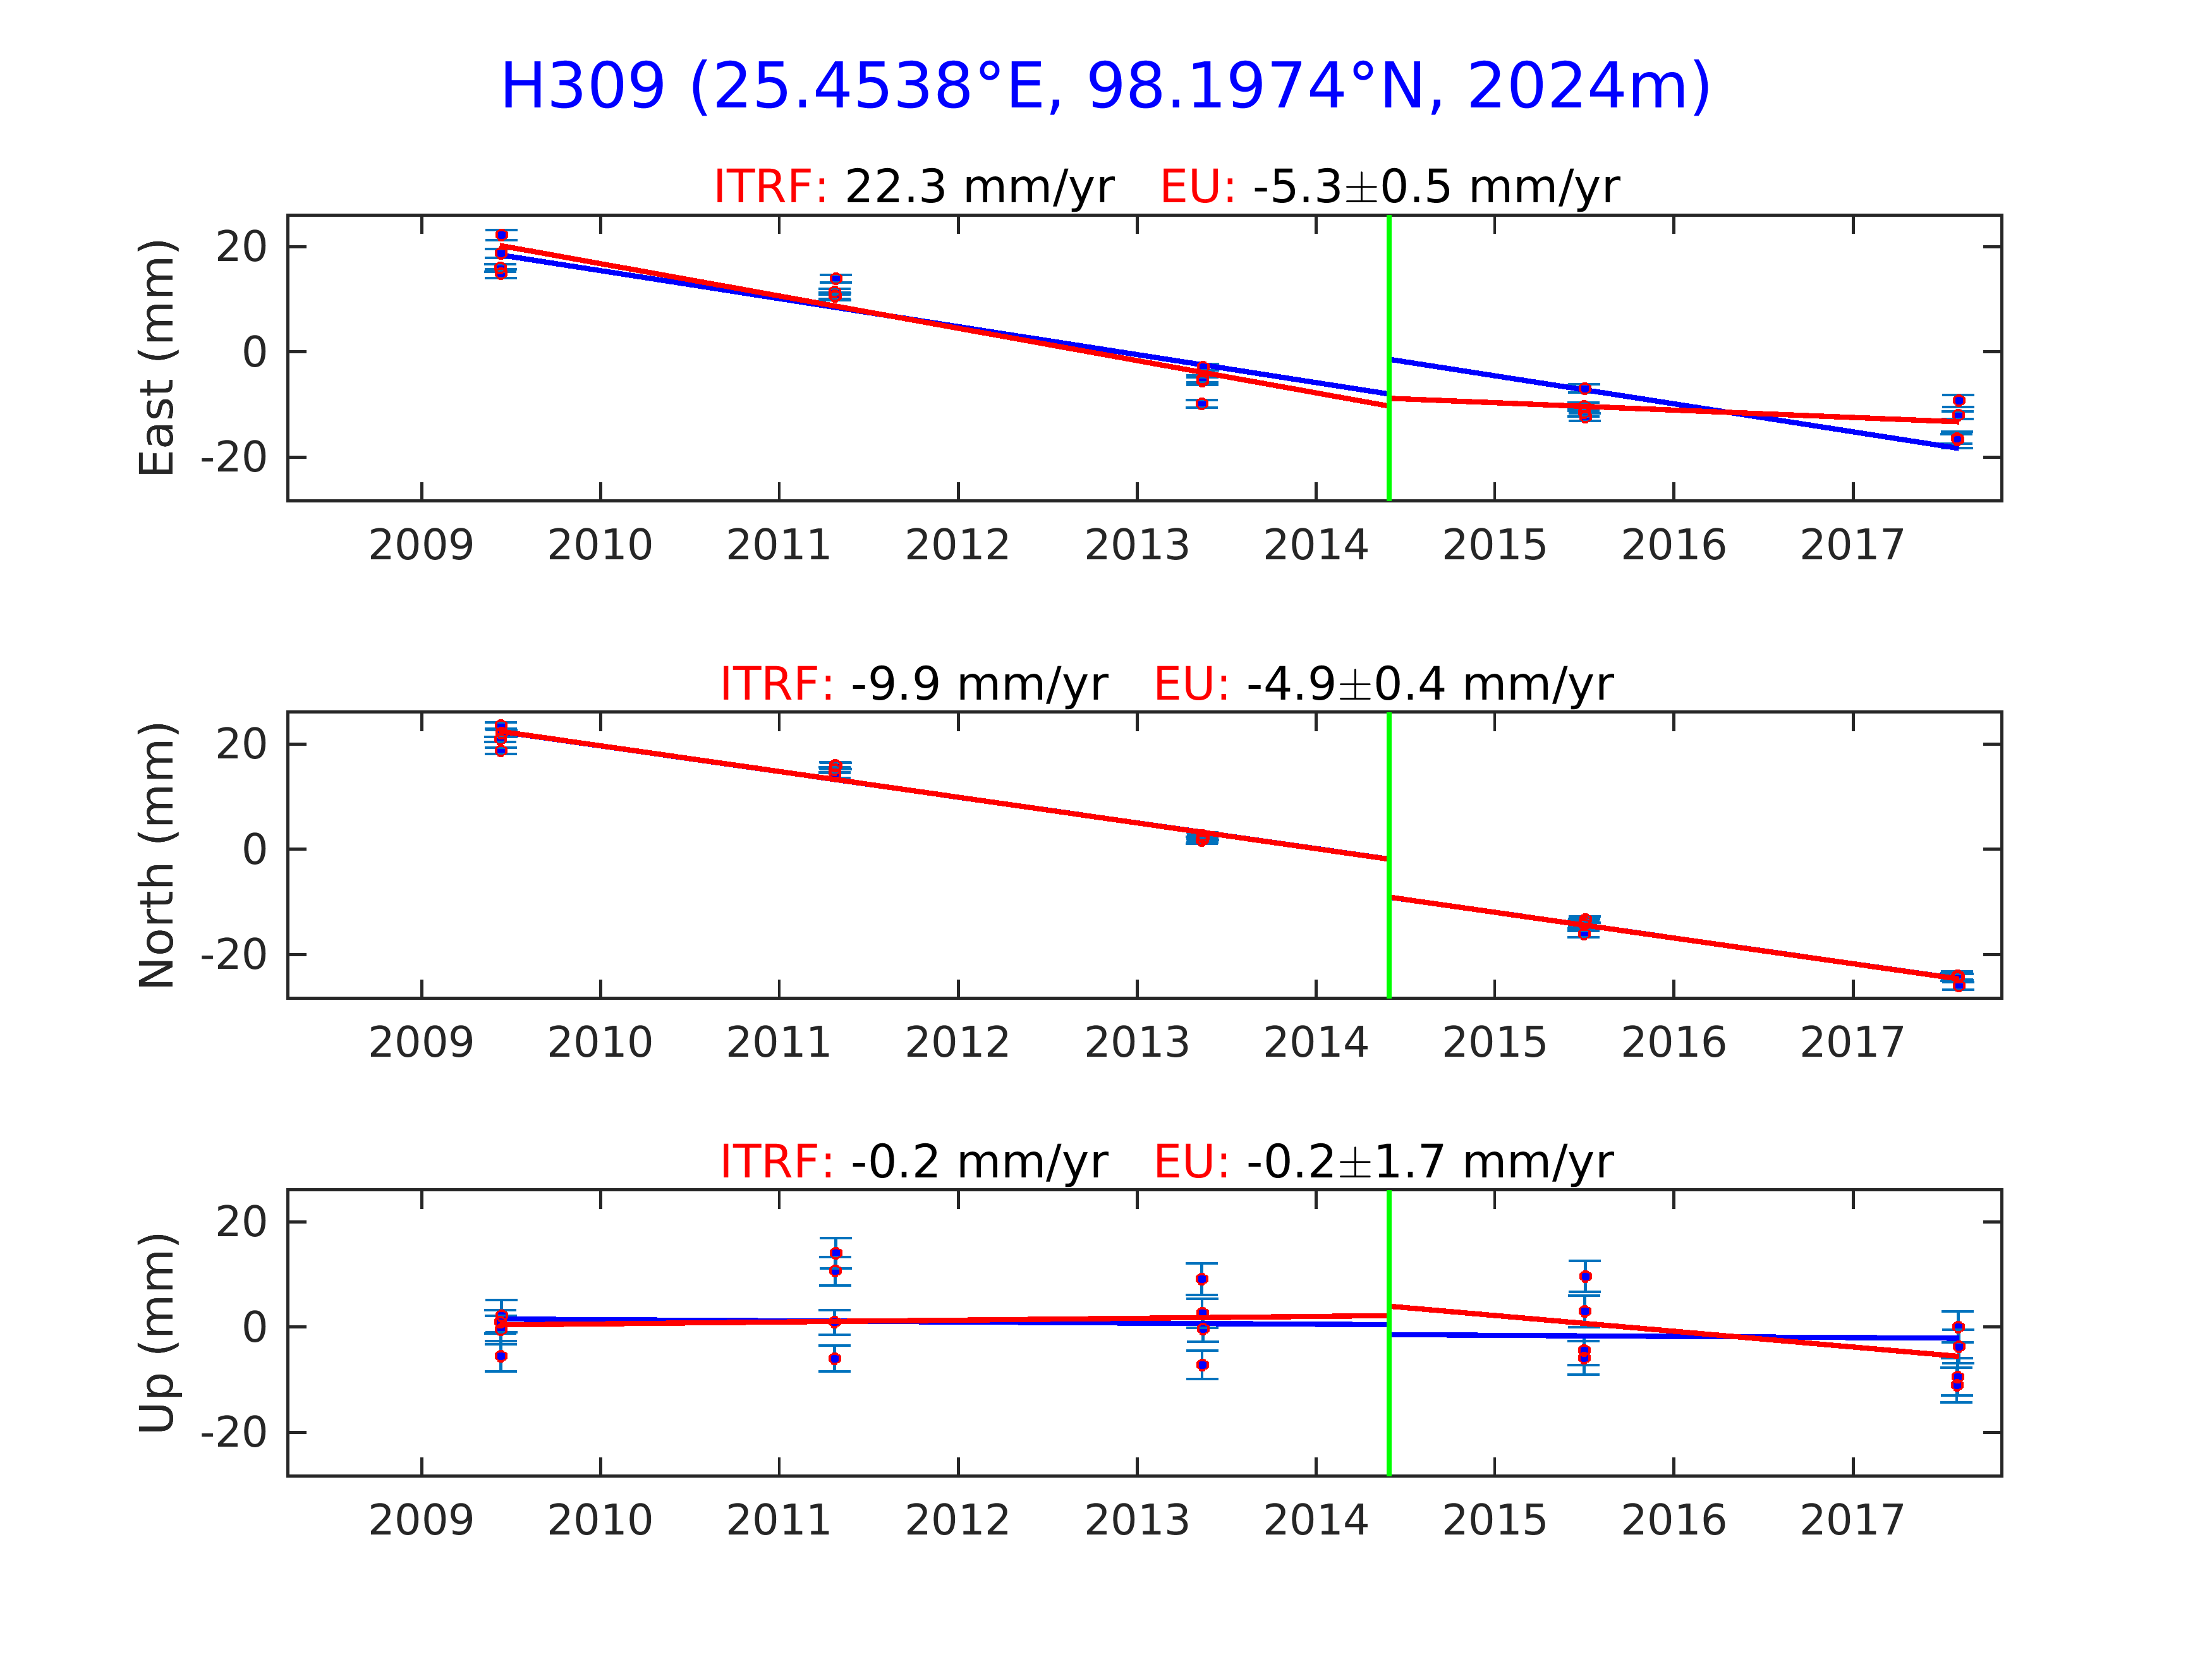 H309 (25.4538°E, 98.1974°N, 2024m)
ITRF: 22.3 mm/yr EU: -5.3±0.5 mm/yr
East (mm)
20
0
-20
2009 2010 2011 2012 2013 2014 2015 2016 2017
ITRF: -9.9 mm/yr EU: -4.9±0.4 mm/yr
North (mm)
20
0
-20
2009 2010 2011 2012 2013 2014 2015 2016 2017
ITRF: -0.2 mm/yr EU: -0.2±1.7 mm/yr
Up (mm)
20
0
-20
2009 2010 2011 2012 2013 2014 2015 2016 2017